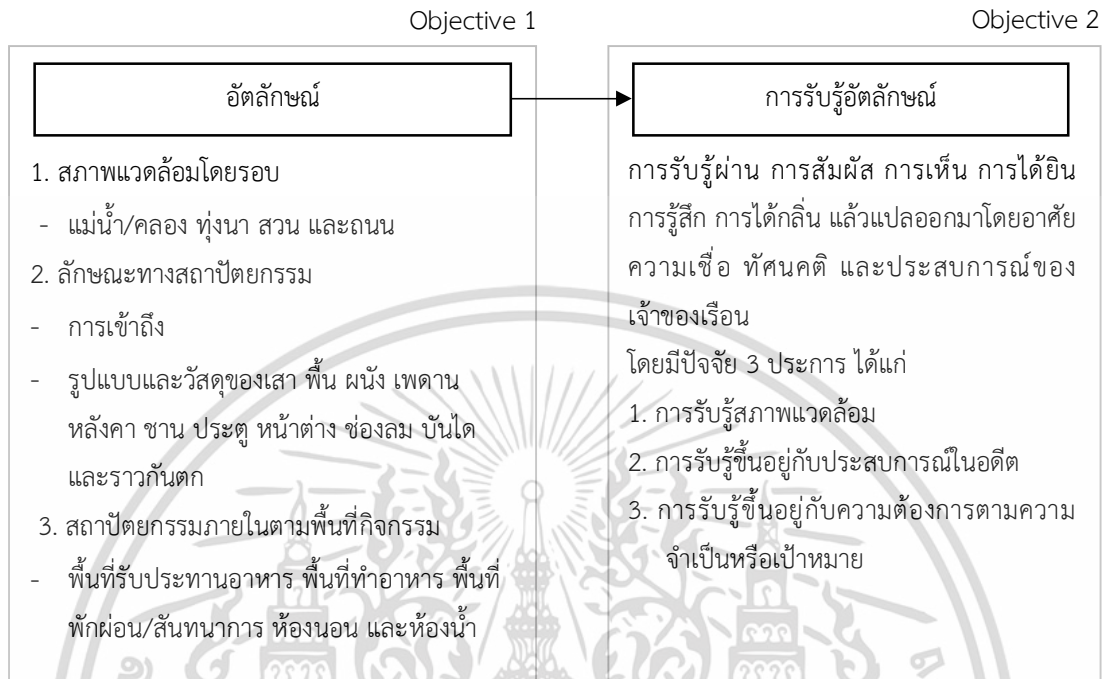 Objective 1
Objective 2
อัตลักษณ์
1. สภาพแวดล้อมโดยรอบ
- แม่น้ำ/คลอง ทุ่งนา สวน และถนน
2. ลักษณะทางสถาปัตยกรรม
- การเข้าถึง
- รูปแบบและวัสดุของเสา พื้น ผนัง เพดาน
หลังคา ชาน ประตู หน้าต่าง ช่องลม บันได
และราวกันตก
3. สถาปัตยกรรมภายในตามพื้นที่กิจกรรม
- พื้นที่รับประทานอาหาร พื้นที่ทำอาหาร พื้นที่
พักผ่อน/สันทนาการ ห้องนอน และห้องน้ำ
การรับรู้อัตลักษณ์
การรับรู้ผ่าน การสัมผัส การเห็น การได้ยิน
การรู้สึก การได้กลิ่น แล้วแปลออกมาโดยอาศัย
ความเชื่อ ทัศนคติ และประสบการณ์ของ
เจ้าของเรือน
โดยมีปัจจัย 3 ประการ ได้แก่
1. การรับรู้สภาพแวดล้อม
2. การรับรู้ขึ้นอยู่กับประสบการณ์ในอดีต
3. การรับรู้ขึ้นอยู่กับความต้องการตามความ
จำเป็นหรือเป้าหมาย